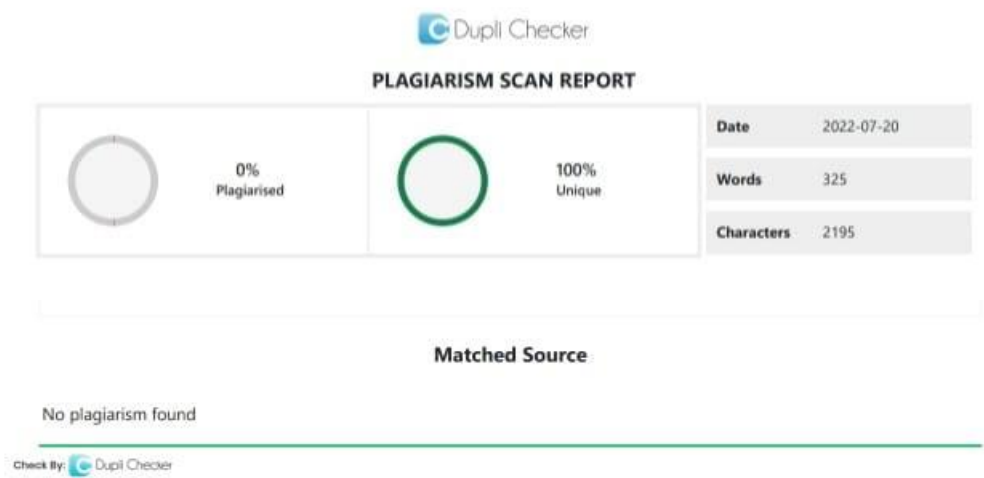 Dupli Checker
PLAGIARISM SCAN REPORT
0%
Plagiarised
100%
Unique
Date 2022-07-20
Words 325
Characters 2195
Matched Source
No plagiarism found
Check By: Dupli Checker